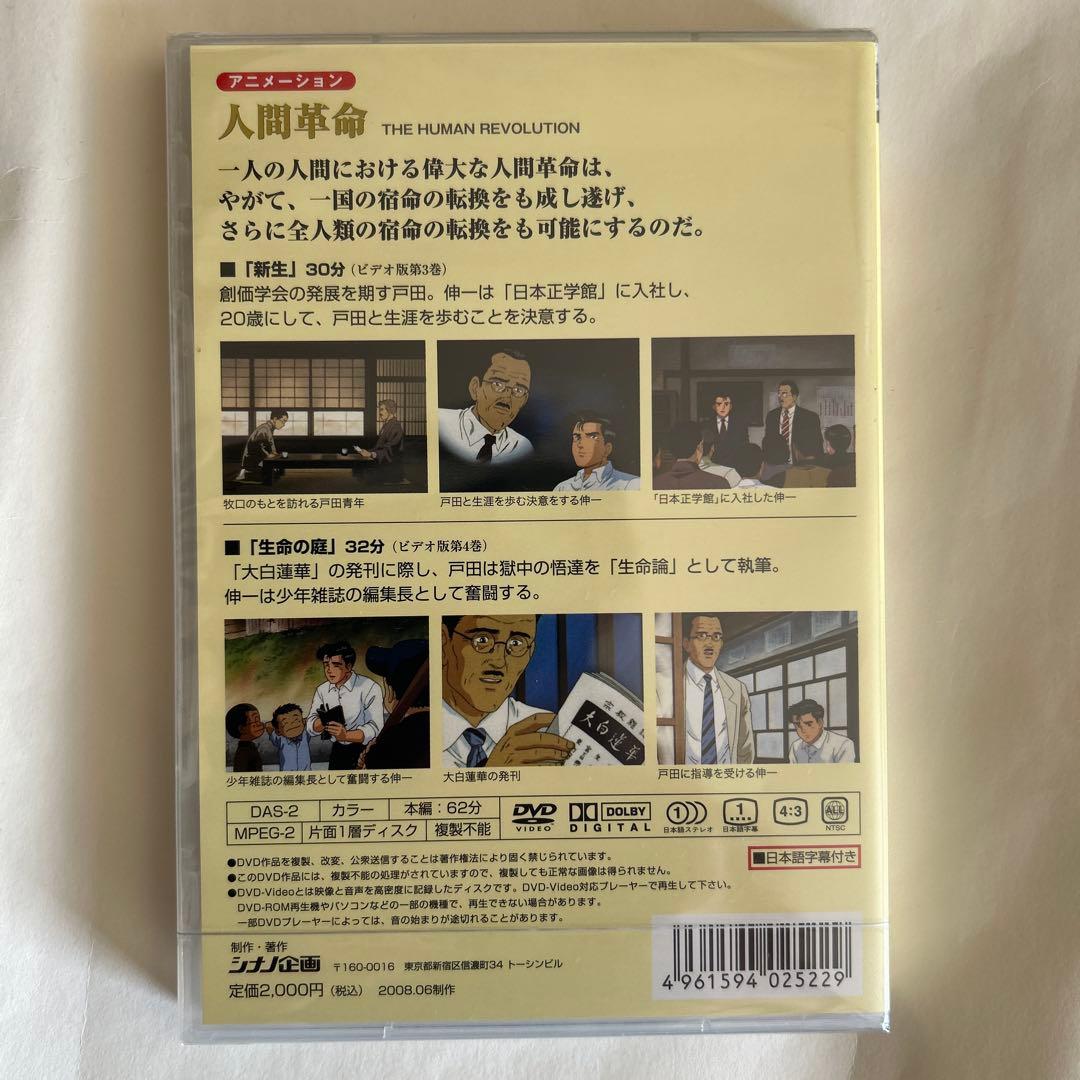 アニメーション
人間革命 THE HUMAN REVOLUTION
一人の人間における偉大な人間革命は、
やがて、一国の宿命の転換をも成し遂げ、
さらに全人類の宿命の転換をも可能にするのだ。
■「新生」30分（ビデオ版第3巻）
創価学会の発展を期す戸田。伸一は「日本正学館」に入社し、
20歳にして、戸田と生涯を歩むことを決意する。
牧口のもとを訪れる戸田青年
戸田と生涯を歩む決意をする伸一
「日本正学館」に入社した伸一
■「生命の庭」32分（ビデオ版第4巻）
「大白蓮華」の発刊に際し、戸田は獄中の悟達を「生命論」として執筆。
伸一は少年雑誌の編集長として奮闘する。
大白蓮華
少年雑誌の編集長として奮闘する伸一
大白蓮華の発刊
戸田に指導を受ける伸一
DAS-2 カラー 本編：62分
MPEG-2 片面1層ディスク 複製不能
DVD VIDEO
DOLBY DIGITAL
1 日本語ステレオ
1 日本語字幕
4:3
ALL NTSC
■日本語字幕付き
●DVD作品を複製、改変、公衆送信することは著作権法により固く禁じられています。
●このDVD作品には、複製不能の処理がされていますので、複製しても正常な画像は得られません。
●DVD-Videoとは映像と音声を高密度に記録したディスクです。DVD-Video対応プレーヤーで再生して下さい。
DVD-ROM再生機やパソコンなどの一部の機種で、再生できない場合があります。
一部DVDプレーヤーによっては、音の始まりが途切れることがあります。
制作・著作
シナノ企画 〒160-0016 東京都新宿区信濃町34 トーシンビル
定価2,000円（税込） 2008.06制作
4 961594 025229